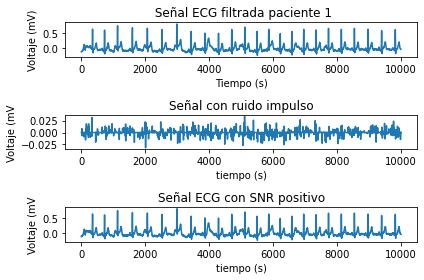 Señal ECG filtrada paciente 1
Voltaje (mV)
0.5
0.0
0
2000
4000
6000
8000
10000
Tiempo (s)
Señal con ruido impulso
Voltaje (mV
0.025
0.000
−0.025
0
2000
4000
6000
8000
10000
tiempo (s)
Señal ECG con SNR positivo
Voltaje (mV
0.5
0.0
0
2000
4000
6000
8000
10000
tiempo (s)